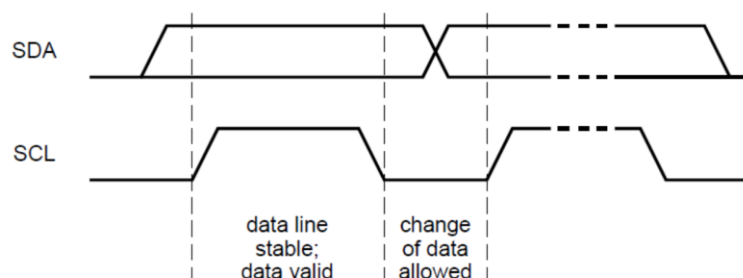 SDA
SCL
data line
stable;
data valid
change
of data
allowed